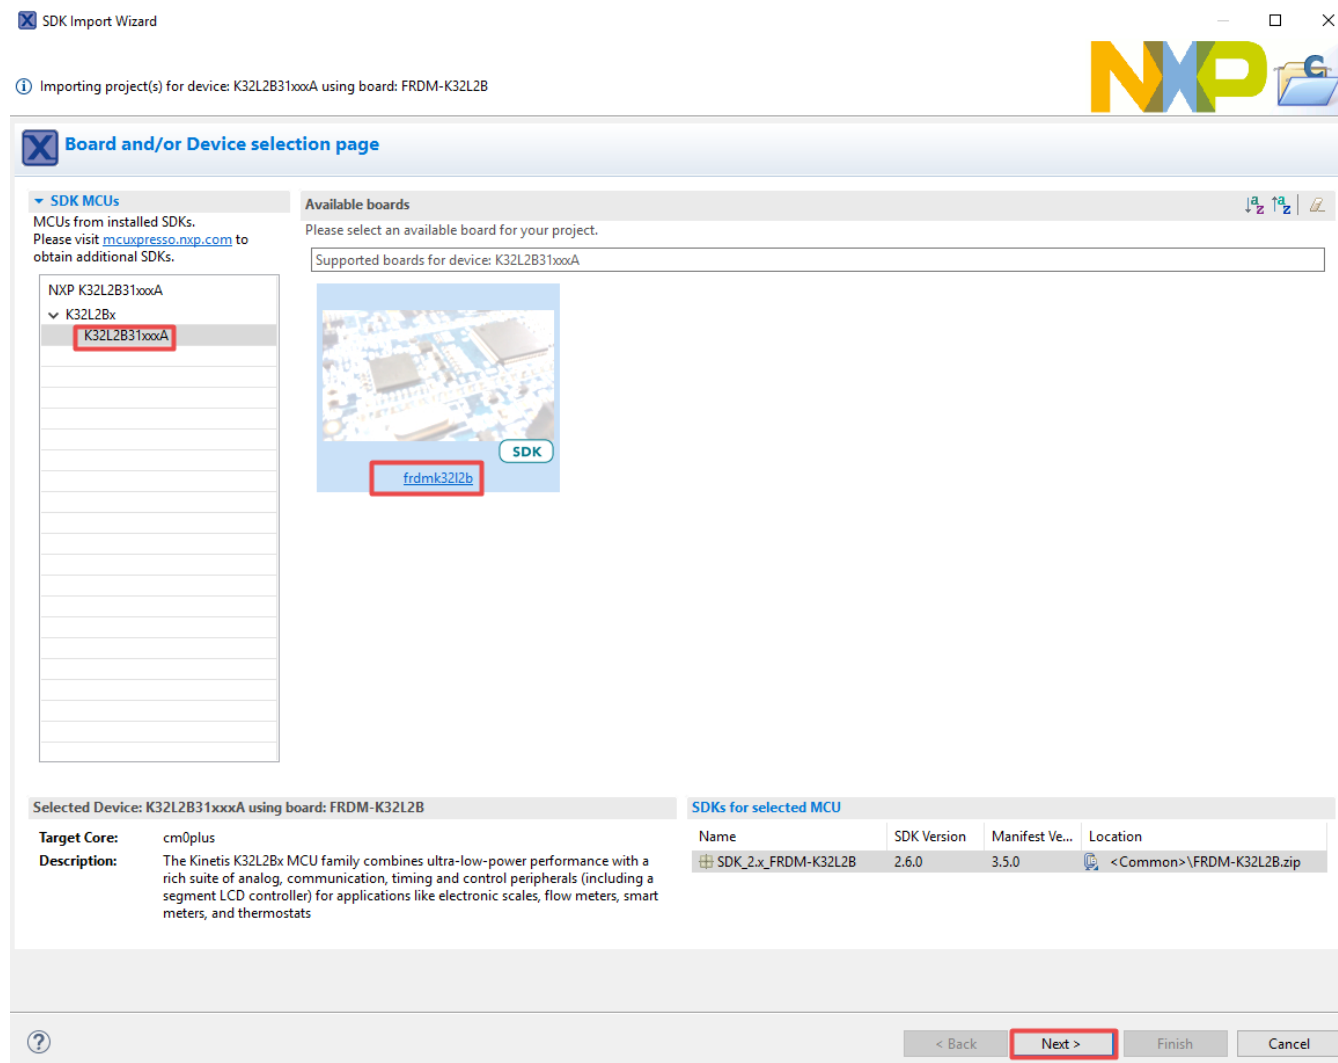 SDK Import Wizard
NXP
C
Importing project(s) for device: K32L2B31xxxA using board: FRDM-K32L2B
Board and/or Device selection page
SDK MCUs
MCUs from installed SDKs.
Please visit mcuxpresso.nxp.com to
obtain additional SDKs.
NXP K32L2B31xxxA
K32L2Bx
K32L2B31xxxA
Available boards
Please select an available board for your project.
Supported boards for device: K32L2B31xxxA
SDK
frdmk32l2b
Selected Device: K32L2B31xxxA using board: FRDM-K32L2B
Target Core: cm0plus
Description: The Kinetis K32L2Bx MCU family combines ultra-low-power performance with a
rich suite of analog, communication, timing and control peripherals (including a
segment LCD controller) for applications like electronic scales, flow meters, smart
meters, and thermostats
SDKs for selected MCU
Name SDK Version Manifest Ve... Location
SDK_2.x_FRDM-K32L2B 2.6.0 3.5.0 <Common>\FRDM-K32L2B.zip
< Back Next > Finish Cancel